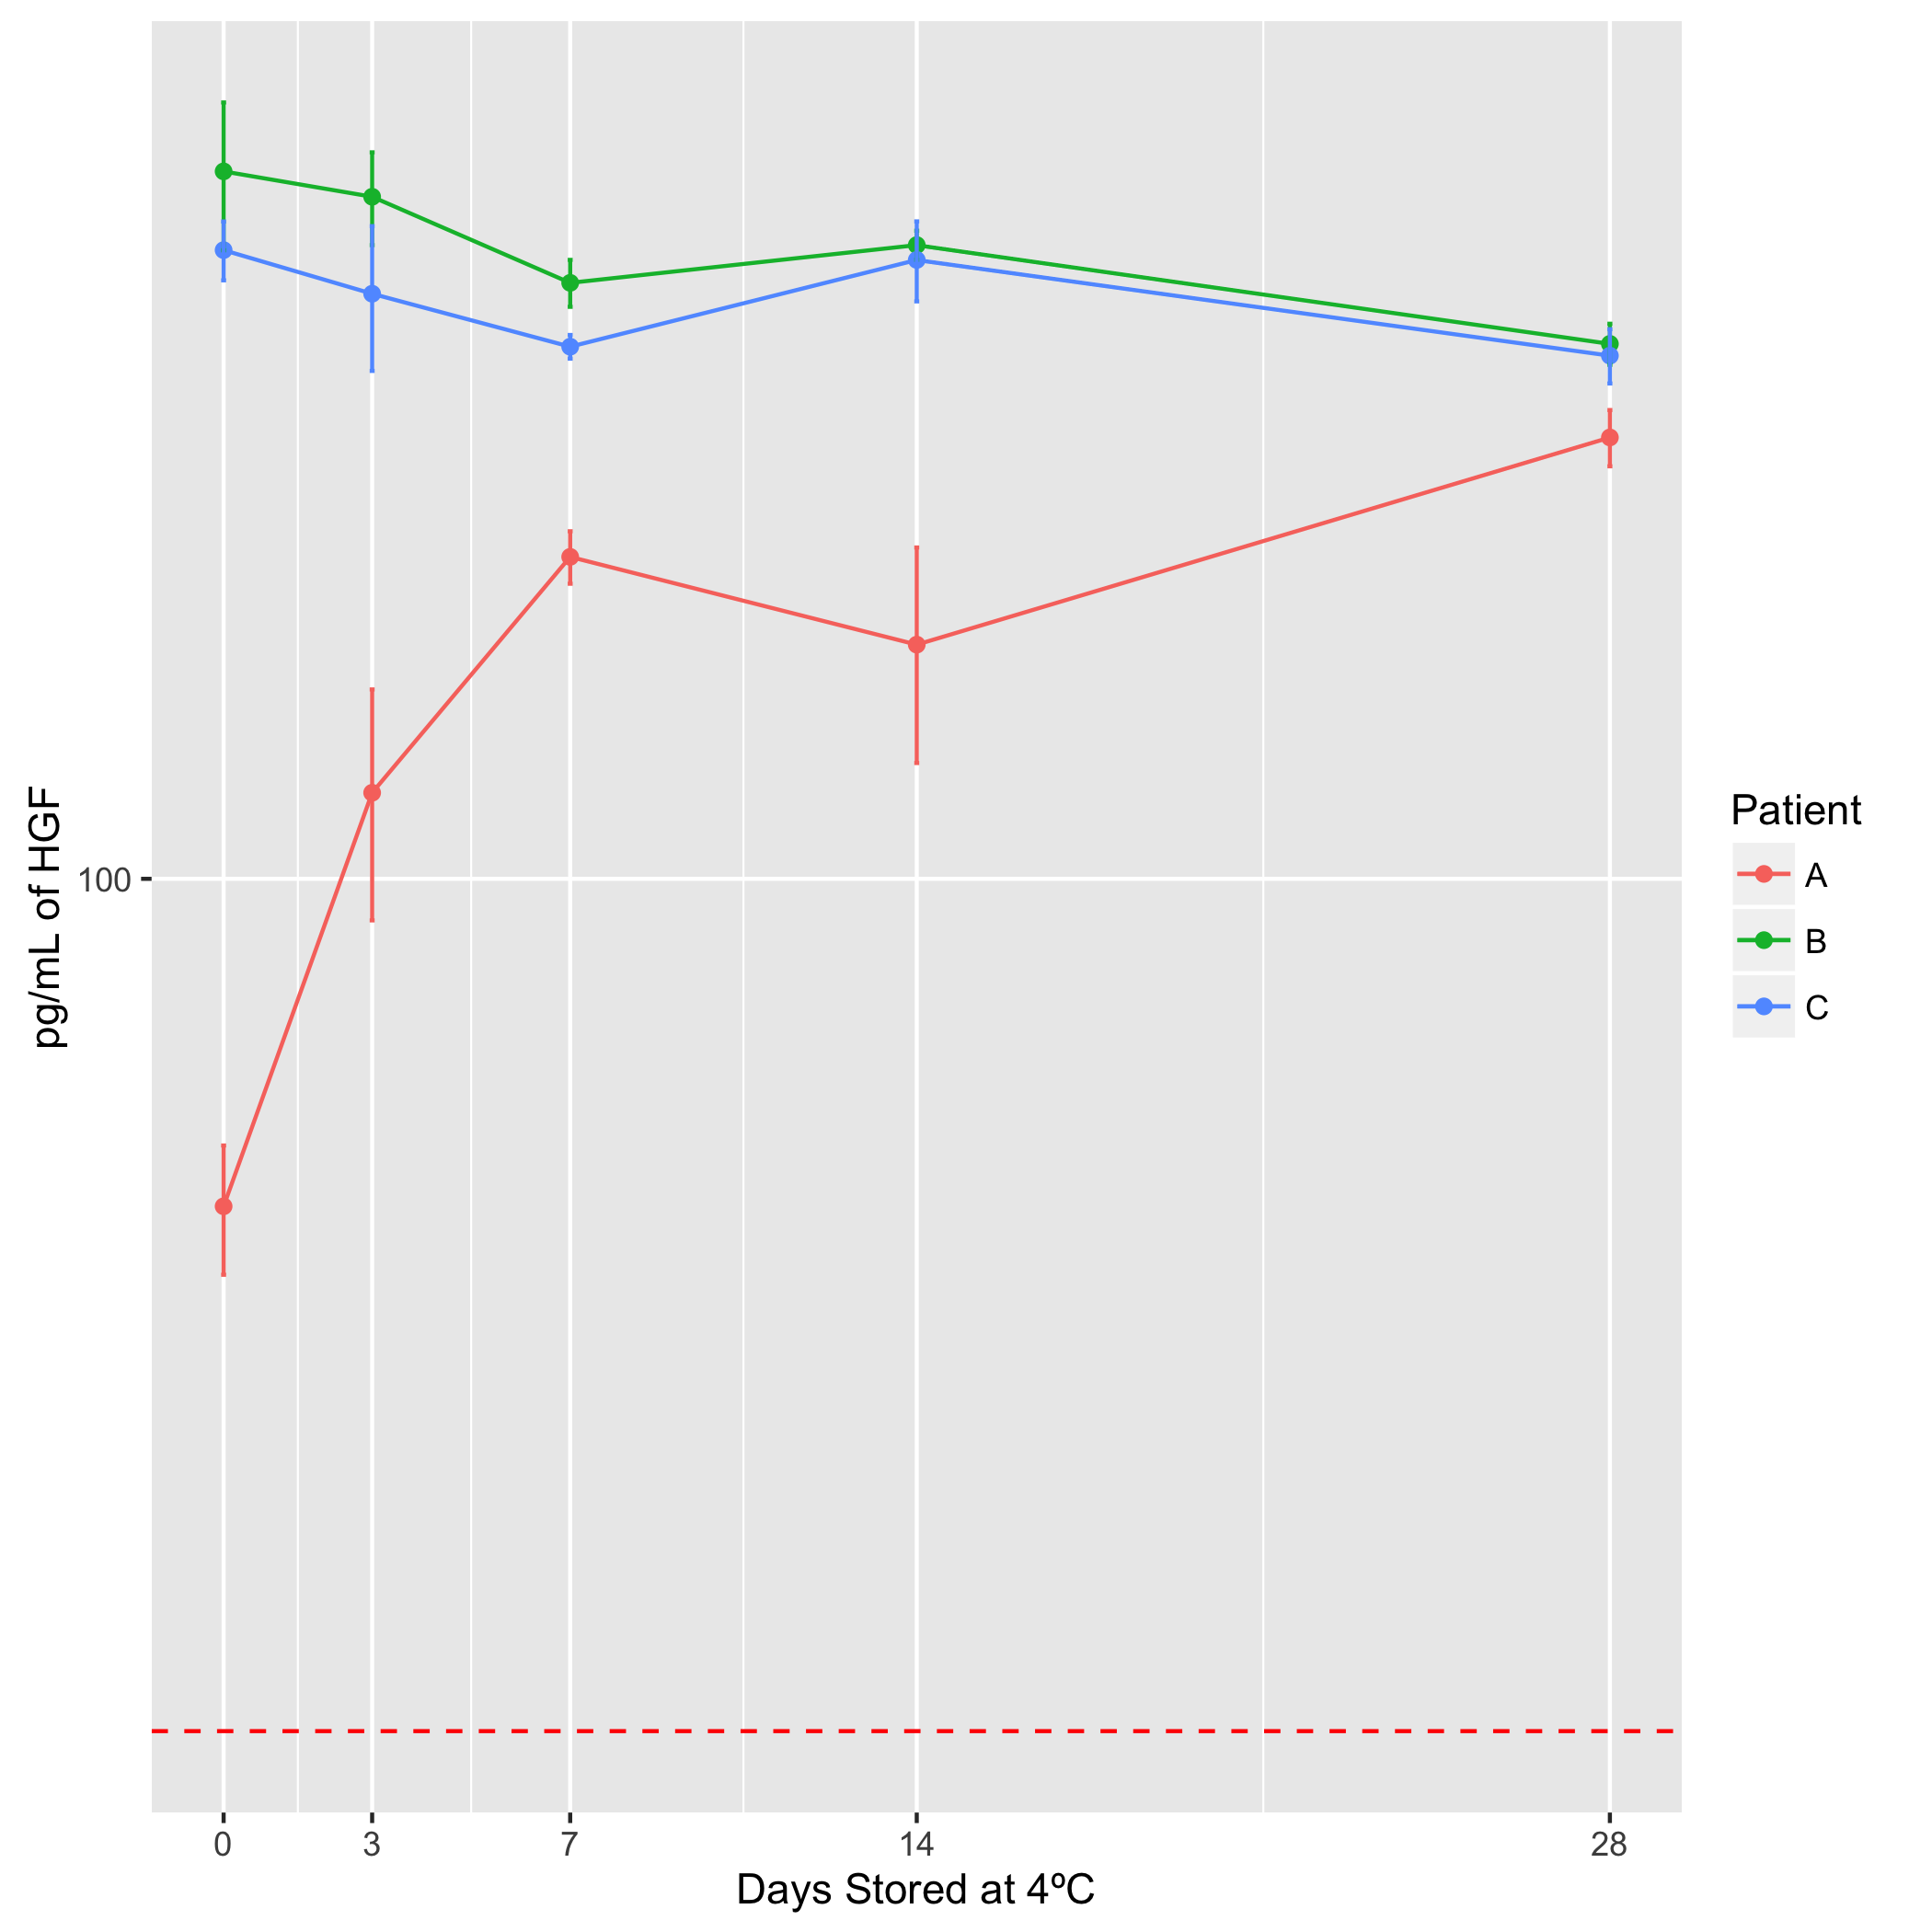 pg/mL of HGF
100
0 3 7 14 28
Days Stored at 4ºC
Patient
A
B
C